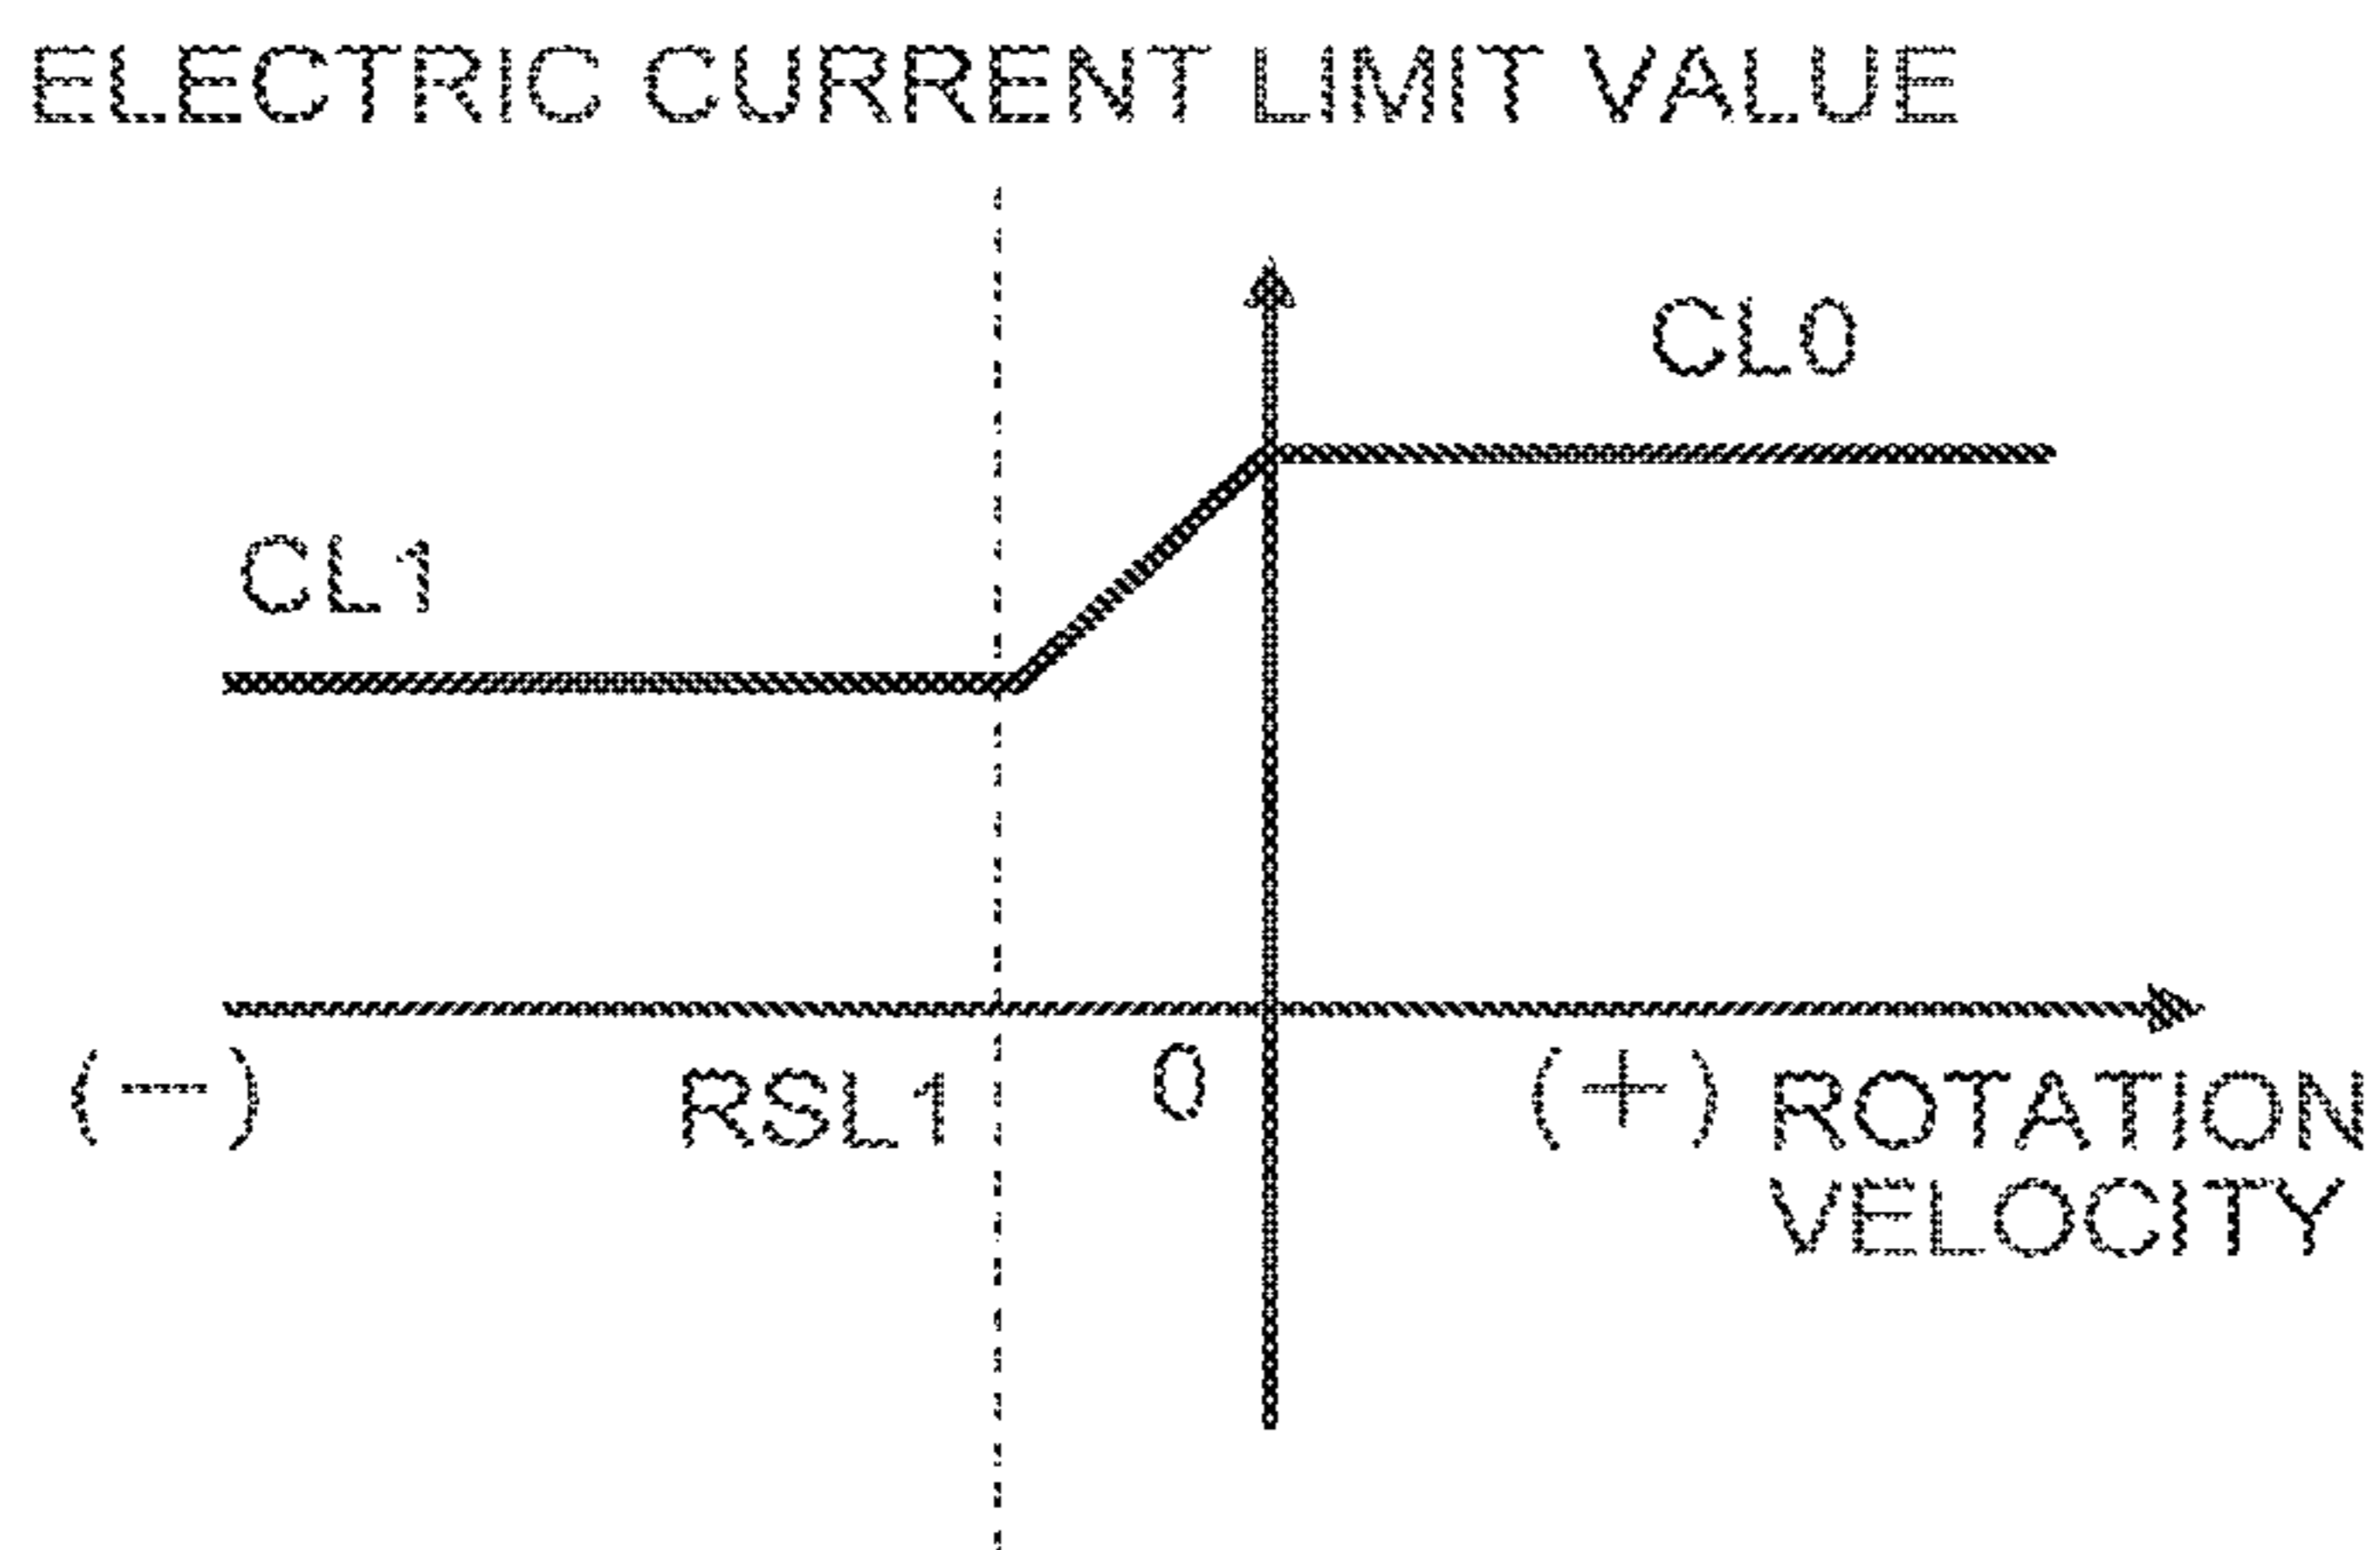 ELECTRIC CURRENT LIMIT VALUE
CL0
CL1
(-) RSL1 0 (+) ROTATION
VELOCITY